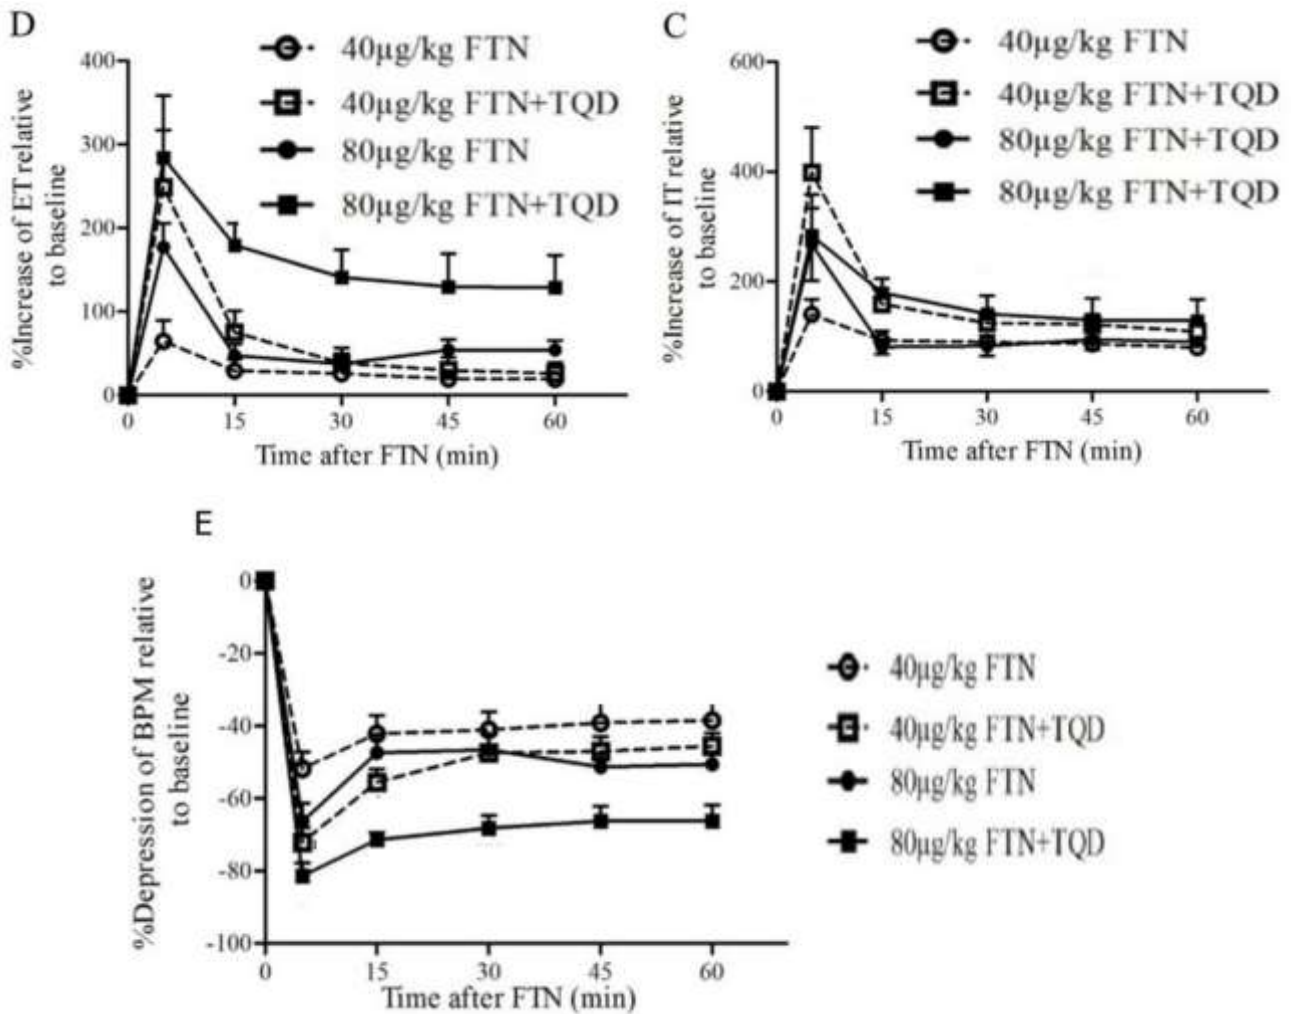 D
40µg/kg FTN
40µg/kg FTN+TQD
80µg/kg FTN
80µg/kg FTN+TQD
%Increase of ET relative
to baseline
400
300
200
100
0
0 15 30 45 60
Time after FTN (min)
C
40µg/kg FTN
40µg/kg FTN+TQD
80µg/kg FTN+TQD
80µg/kg FTN+TQD
%Increase of IT relative
to baseline
600
400
200
0
0 15 30 45 60
Time after FTN (min)
E
%Depression of BPM relative
to baseline
0
-20
-40
-60
-80
-100
0 15 30 45 60
Time after FTN (min)
40µg/kg FTN
40µg/kg FTN+TQD
80µg/kg FTN
80µg/kg FTN+TQD